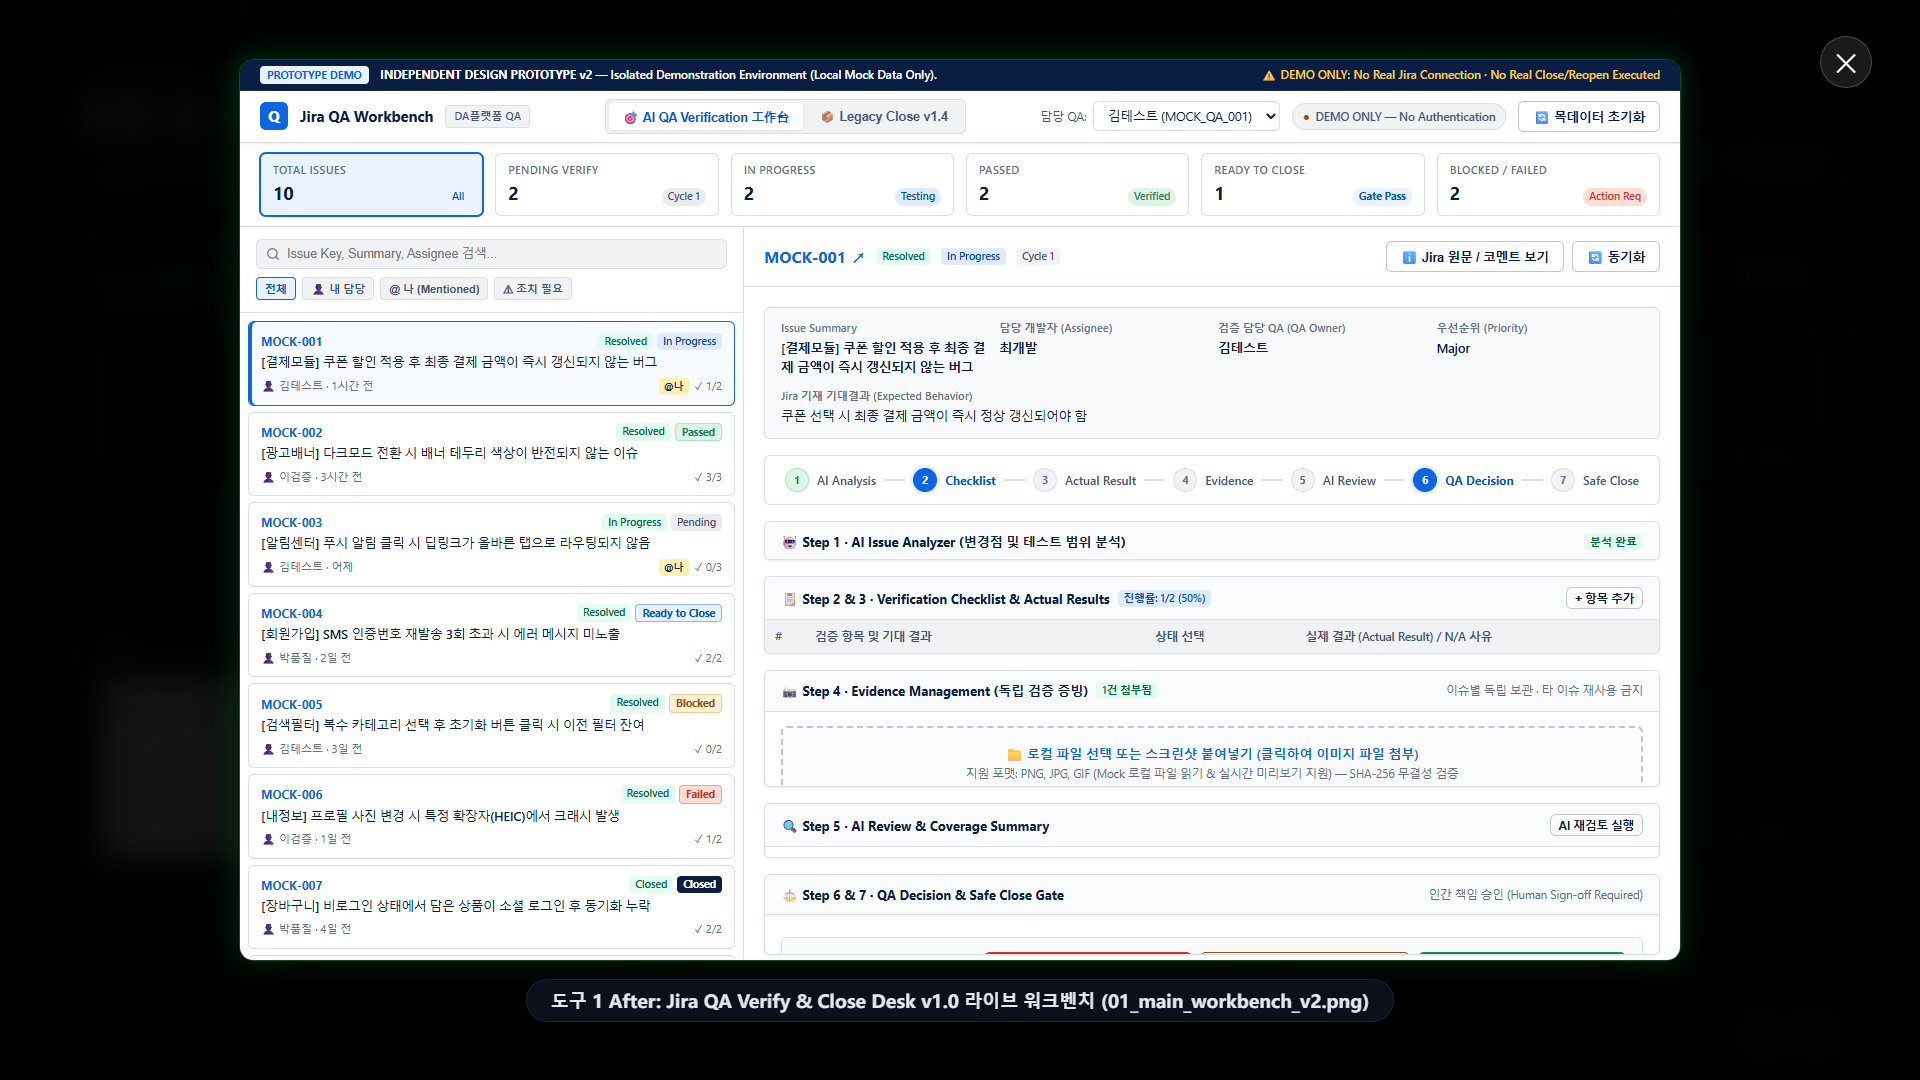 PROTOTYPE DEMO INDEPENDENT DESIGN PROTOTYPE v2 — Isolated Demonstration Environment (Local Mock Data Only).
⚠ DEMO ONLY: No Real Jira Connection · No Real Close/Reopen Executed
Q Jira QA Workbench DA플랫폼 QA
🎯 AI QA Verification 工作台
📦 Legacy Close v1.4
담당 QA: 김테스트 (MOCK_QA_001)
● DEMO ONLY — No Authentication
목데이터 초기화
TOTAL ISSUES
10 All
PENDING VERIFY
2 Cycle 1
IN PROGRESS
2 Testing
PASSED
2 Verified
READY TO CLOSE
1 Gate Pass
BLOCKED / FAILED
2 Action Req
Issue Key, Summary, Assignee 검색...
전체
👤 내 담당
@ 나 (Mentioned)
⚠ 조치 필요
MOCK-001 Resolved In Progress
[결제모듈] 쿠폰 할인 적용 후 최종 결제 금액이 즉시 갱신되지 않는 버그
김테스트 · 1시간 전 @나 ✓ 1/2
MOCK-002 Resolved Passed
[광고배너] 다크모드 전환 시 배너 테두리 색상이 반전되지 않는 이슈
이검증 · 3시간 전 ✓ 3/3
MOCK-003 In Progress Pending
[알림센터] 푸시 알림 클릭 시 딥링크가 올바른 탭으로 라우팅되지 않음
김테스트 · 어제 @나 ✓ 0/3
MOCK-004 Resolved Ready to Close
[회원가입] SMS 인증번호 재발송 3회 초과 시 에러 메시지 미노출
박품질 · 2일 전 ✓ 2/2
MOCK-005 Resolved Blocked
[검색필터] 복수 카테고리 선택 후 초기화 버튼 클릭 시 이전 필터 잔여
김테스트 · 3일 전 ✓ 0/2
MOCK-006 Resolved Failed
[내정보] 프로필 사진 변경 시 특정 확장자(HEIC)에서 크래시 발생
이검증 · 1일 전 ✓ 1/2
MOCK-007 Closed Closed
[장바구니] 비로그인 상태에서 담은 상품이 소셜 로그인 후 동기화 누락
박품질 · 4일 전 ✓ 2/2
MOCK-001 ↗ Resolved In Progress Cycle 1
Jira 원문 / 코멘트 보기
동기화
Issue Summary
[결제모듈] 쿠폰 할인 적용 후 최종 결
제 금액이 즉시 갱신되지 않는 버그
담당 개발자 (Assignee)
최개발
검증 담당 QA (QA Owner)
김테스트
우선순위 (Priority)
Major
Jira 기재 기대결과 (Expected Behavior)
쿠폰 선택 시 최종 결제 금액이 즉시 정상 갱신되어야 함
1 AI Analysis
2 Checklist
3 Actual Result
4 Evidence
5 AI Review
6 QA Decision
7 Safe Close
Step 1 · AI Issue Analyzer (변경점 및 테스트 범위 분석) 분석 완료
Step 2 & 3 · Verification Checklist & Actual Results 진행률: 1/2 (50%) + 항목 추가
# 검증 항목 및 기대 결과 상태 선택 실제 결과 (Actual Result) / N/A 사유
Step 4 · Evidence Management (독립 검증 증빙) 1건 첨부됨 이슈별 독립 보관 · 타 이슈 재사용 금지
로컬 파일 선택 또는 스크린샷 붙여넣기 (클릭하여 이미지 파일 첨부)
지원 포맷: PNG, JPG, GIF (Mock 로컬 파일 읽기 & 실시간 미리보기 지원) — SHA-256 무결성 검증
Step 5 · AI Review & Coverage Summary AI 재검토 실행
Step 6 & 7 · QA Decision & Safe Close Gate 인간 책임 승인 (Human Sign-off Required)
도구 1 After: Jira QA Verify & Close Desk v1.0 라이브 워크벤치 (01_main_workbench_v2.png)